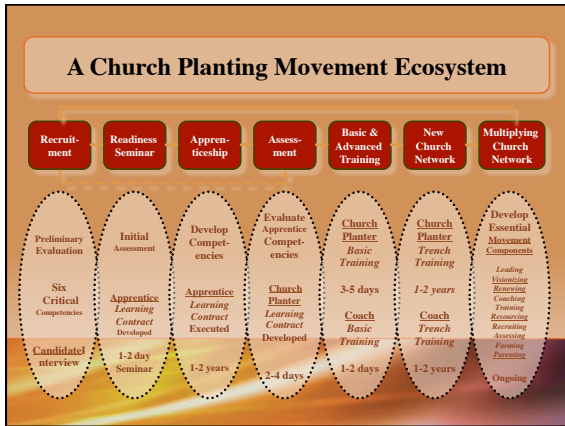 A Church Planting Movement Ecosystem
Recruit-
ment
Readiness
Seminar
Appren-
ticeship
Assess-
ment
Basic &
Advanced
Training
New
Church
Network
Multiplying
Church
Network
Preliminary
Evaluation
Six
Critical
Competencies
CandidateI
nterview
Initial
Assessment
Apprentice
Learning
Contract
Developed
1-2 day
Seminar
Develop
Compet-
encies
Apprentice
Learning
Contract
Executed
1-2 years
Evaluate
Apprentice
Compet-
encies
Church
Planter
Learning
Contract
Developed
2-4 days
Church
Planter
Basic
Training
3-5 days
Coach
Basic
Training
1-2 days
Church
Planter
Trench
Training
1-2 years
Coach
Trench
Training
1-2 years
Develop
Essential
Movement
Components
Leading
Visionizing
Renewing
Coaching
Training
Resourcing
Recruiting
Assessing
Farming
Parenting
Ongoing